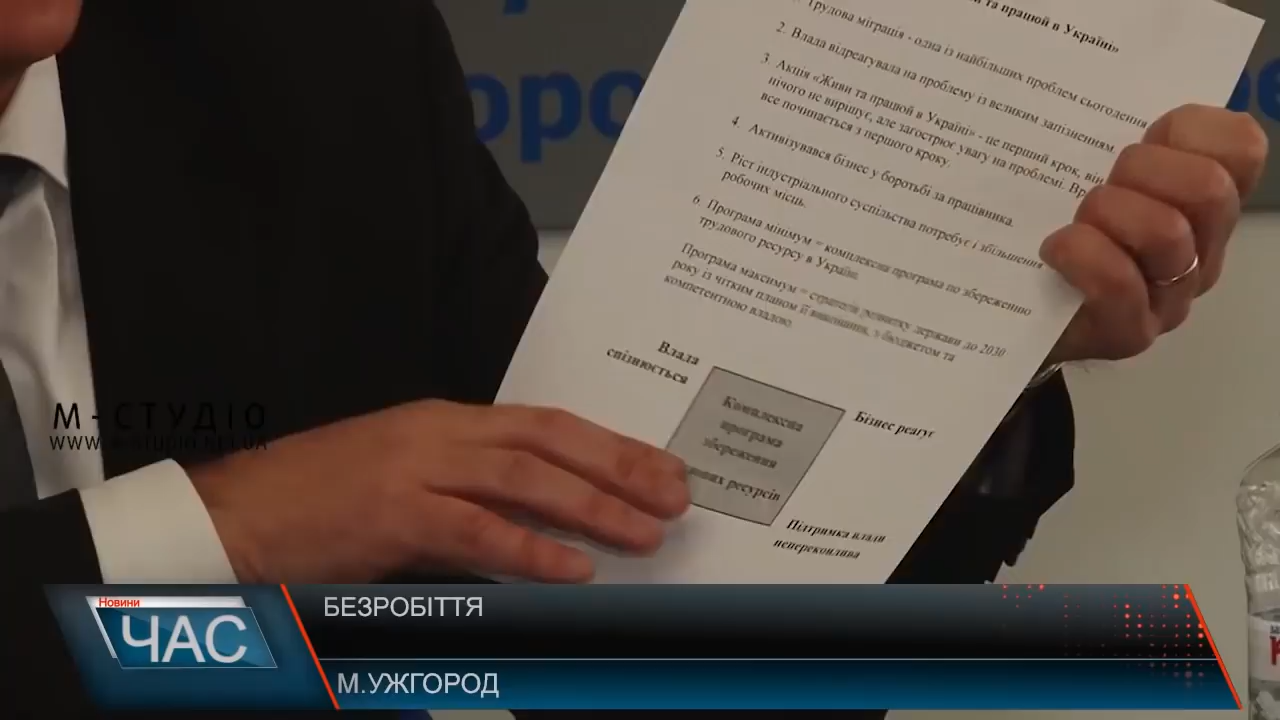 та працюй в Україні»
Трудова міграція - одна із найбільших проблем сьогодення
2. Влада відреагувала на проблему із великим запізненням.
3. Акція «Живи та працюй в Україні» - це перший крок, він
нічого не вирішує, але загострює увагу на проблемі.
все починається з першого кроку.
4. Активізувався бізнес у боротьбі за працівника.
5. Ріст індустріального суспільства потребує і збільшення
робочих місць.
6. Програма мінімум = комплексна програма по збереженню
трудового ресурсу в Україні.
Програма максимум = стратегія розвитку держави до 2030
року із чітким планом її виконання, з бюджетом та
компетентною владою
Влада
спізнюється
Комплексна
програма
збереження
ресурсів
Бізнес реагує
Підтримка влади
непереконлива
М-СТУДІО
WWW.M-STUDIO.NET.UA
Новини
ЧАС
БЕЗРОБІТТЯ
М.УЖГОРОД